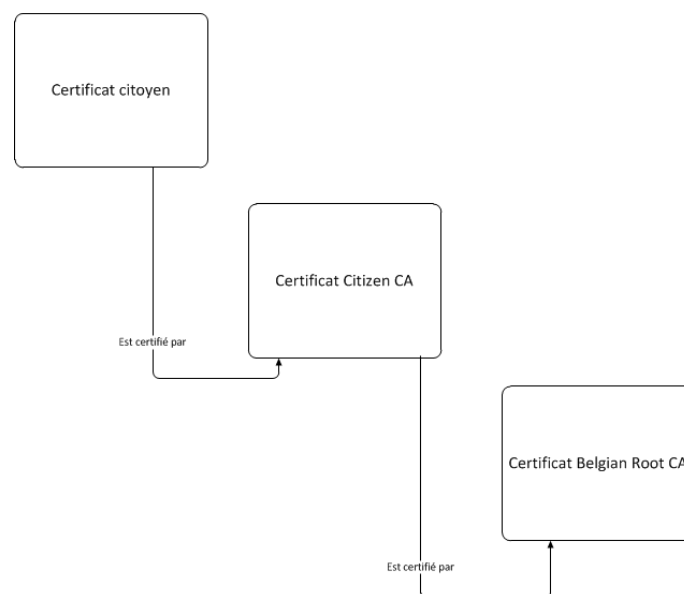 Certificat citoyen
Certificat Citizen CA
Est certifié par
Certificat Belgian Root CA
Est certifié par